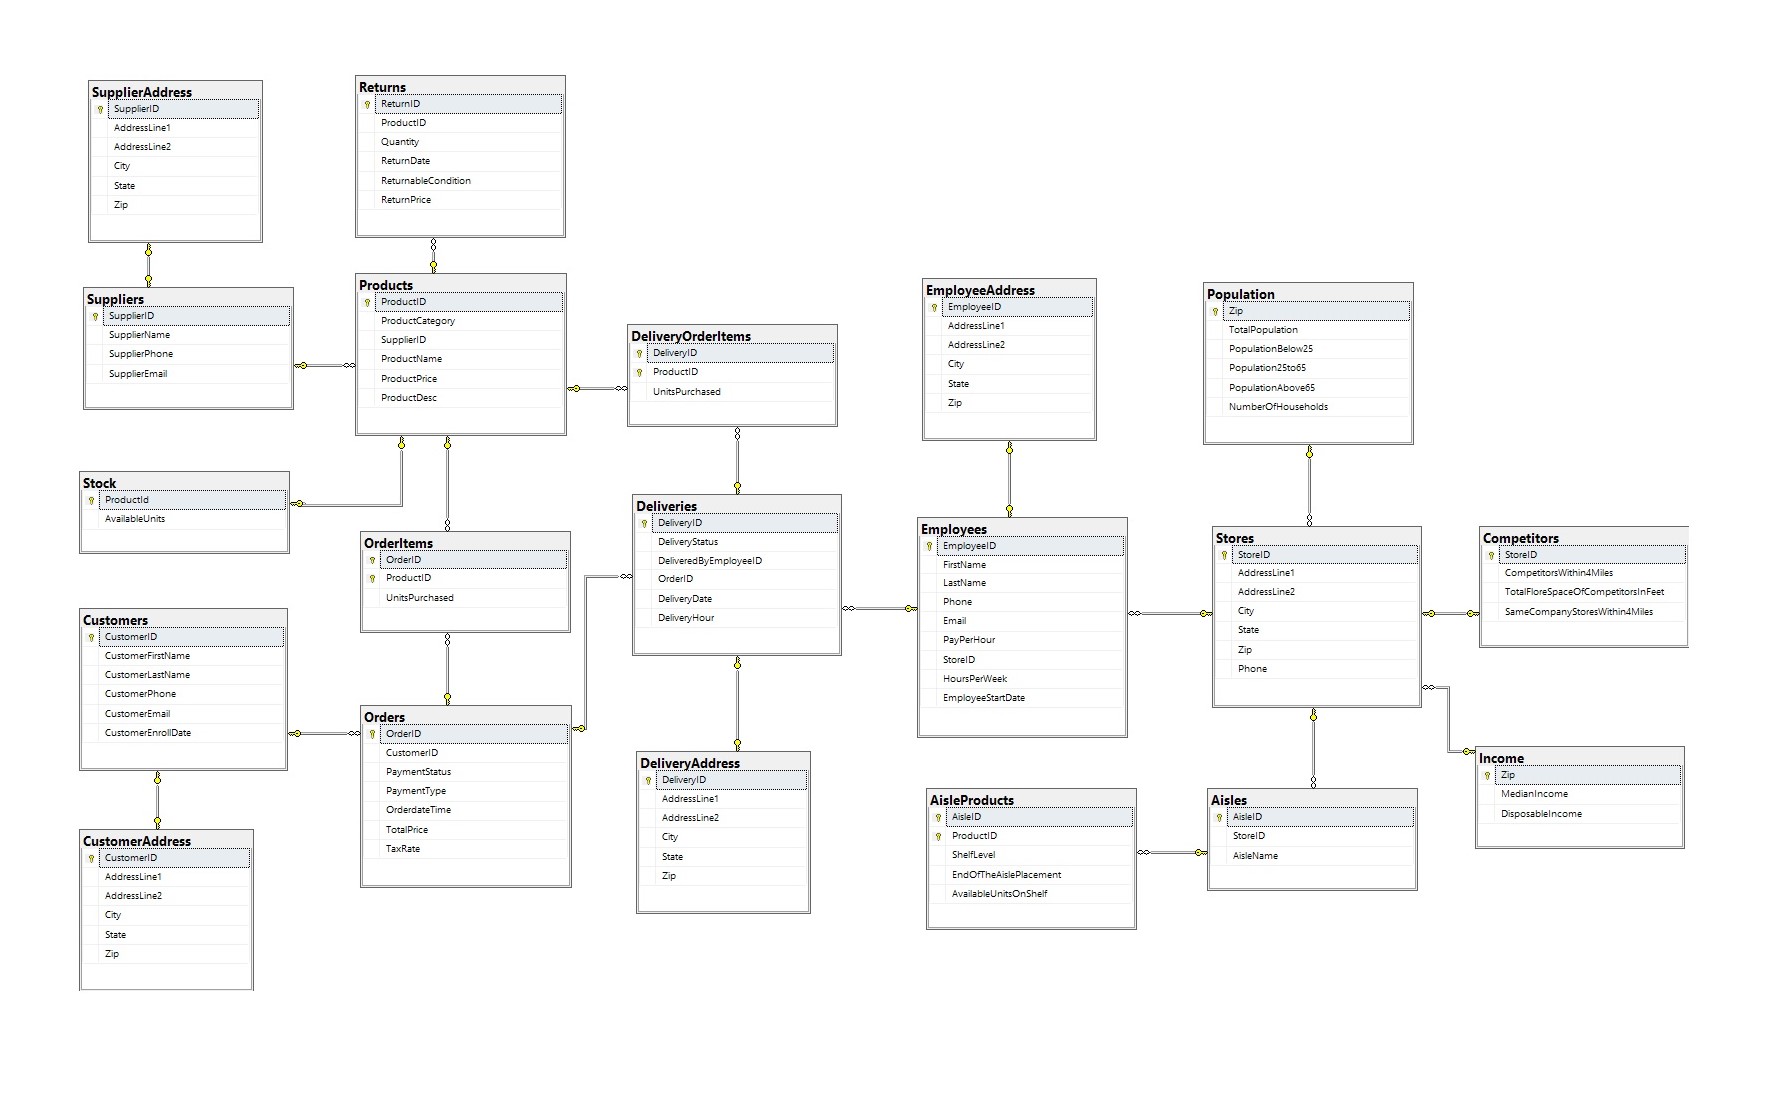 SupplierAddress
SupplierID
AddressLine1
AddressLine2
City
State
Zip
Returns
ReturnID
ProductID
Quantity
ReturnDate
ReturnableCondition
ReturnPrice
Suppliers
SupplierID
SupplierName
SupplierPhone
SupplierEmail
Products
ProductID
ProductCategory
SupplierID
ProductName
ProductPrice
ProductDesc
DeliveryOrderItems
DeliveryID
ProductID
UnitsPurchased
EmployeeAddress
EmployeeID
AddressLine1
AddressLine2
City
State
Zip
Population
Zip
TotalPopulation
PopulationBelow25
Population25to65
PopulationAbove65
NumberOfHouseholds
Stock
ProductId
AvailableUnits
OrderItems
OrderID
ProductID
UnitsPurchased
Deliveries
DeliveryID
DeliveryStatus
DeliveredByEmployeeID
OrderID
DeliveryDate
DeliveryHour
Employees
EmployeeID
FirstName
LastName
Phone
Email
PayPerHour
StoreID
HoursPerWeek
EmployeeStartDate
Stores
StoreID
AddressLine1
AddressLine2
City
State
Zip
Phone
Competitors
StoreID
CompetitorsWithin4Miles
TotalFloreSpaceOfCompetitorsInFeet
SameCompanyStoresWithin4Miles
Customers
CustomerID
CustomerFirstName
CustomerLastName
CustomerPhone
CustomerEmail
CustomerEnrollDate
Orders
OrderID
CustomerID
PaymentStatus
PaymentType
OrderdateTime
TotalPrice
TaxRate
DeliveryAddress
DeliveryID
AddressLine1
AddressLine2
City
State
Zip
AisleProducts
AisleID
ProductID
ShelfLevel
EndOfTheAislePlacement
AvailableUnitsOnShelf
Aisles
AisleID
StoreID
AisleName
Income
Zip
MedianIncome
DisposableIncome
CustomerAddress
CustomerID
AddressLine1
AddressLine2
City
State
Zip